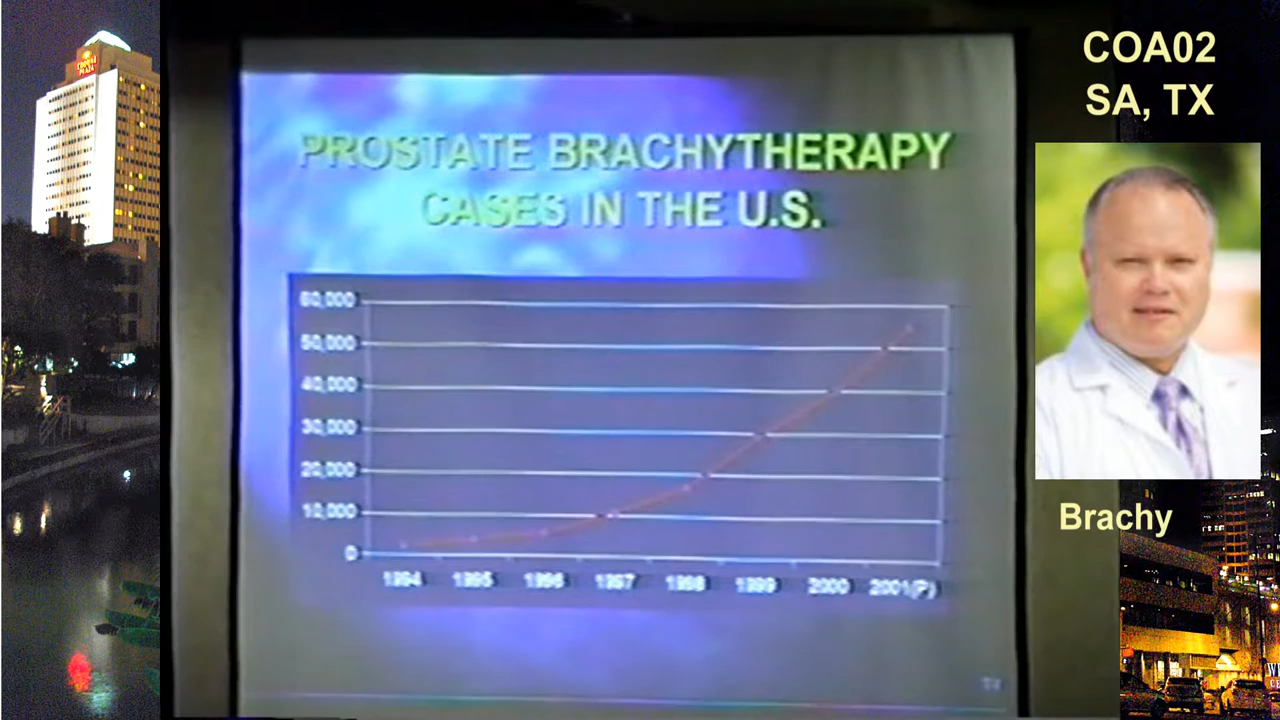 COA02
SA, TX
PROSTATE BRACHYTHERAPY
CASES IN THE U.S.
60,000
50,000
40,000
30,000
20,000
10,000
0
1994 1995 1996 1997 1998 1999 2000 2001(P)
Brachy